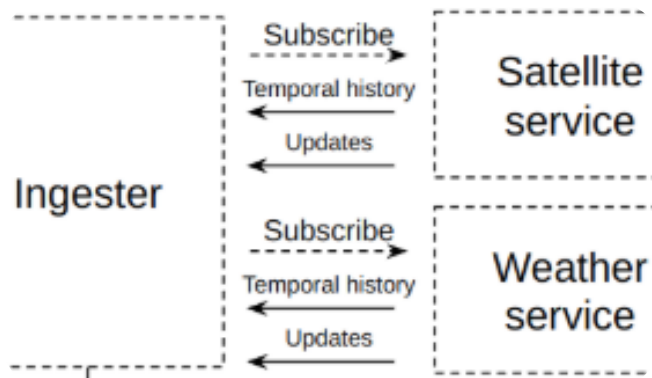 Subscribe
Temporal history
Updates
Satellite
service
Ingester
Subscribe
Temporal history
Updates
Weather
service